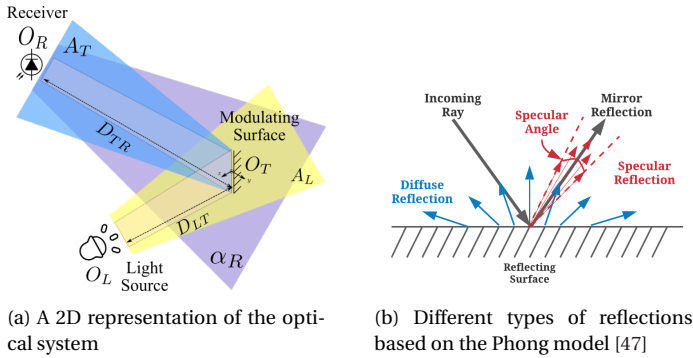 Receiver
O_R
A_T
D_TR
Modulating
Surface
O_T
A_L
D_LT
α_R
O_L
Light
Source
(a) A 2D representation of the opti-
cal system
Incoming
Ray
Specular
Angle
Mirror
Reflection
Specular
Reflection
Diffuse
Reflection
Reflecting
Surface
(b) Different types of reflections
based on the Phong model [47]